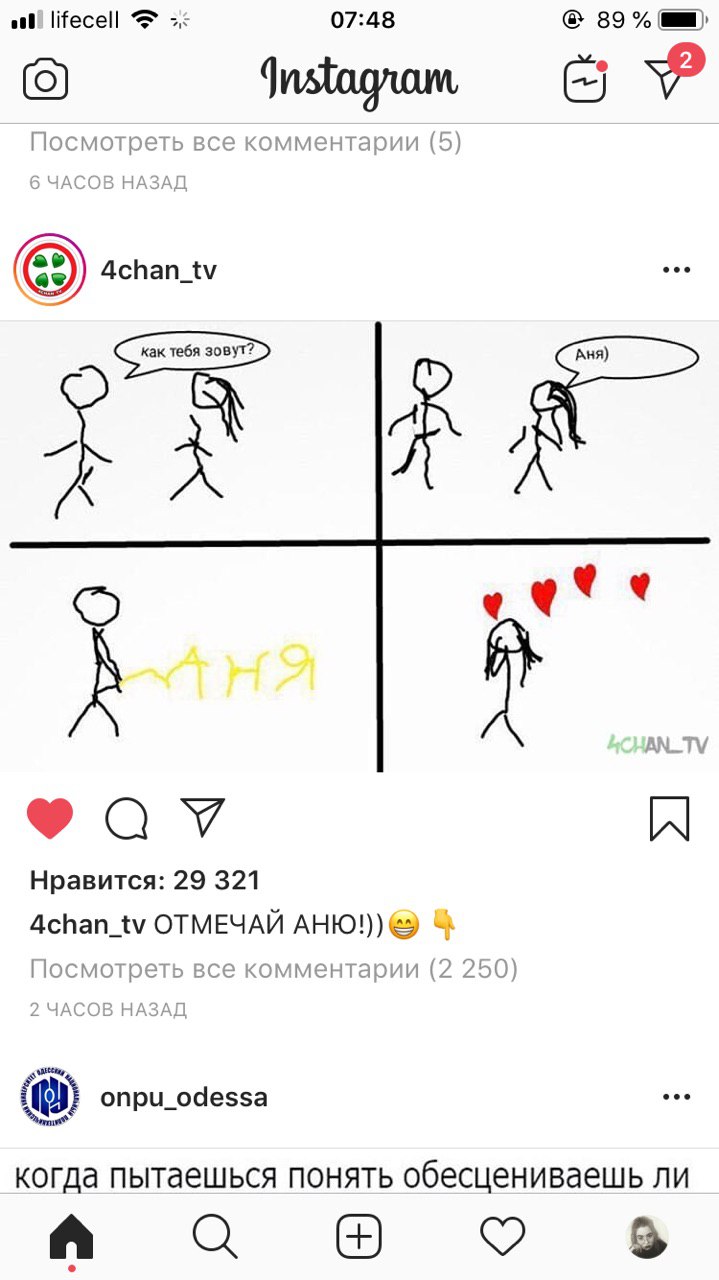 lifecell 07:48 89 %
Instagram 2
Посмотреть все комментарии (5)
6 ЧАСОВ НАЗАД
4chan_tv
как тебя зовут?
Аня)
АНЯ
4CHAN_TV
Нравится: 29 321
4chan_tv ОТМЕЧАЙ АНЮ!))😁👇
Посмотреть все комментарии (2 250)
2 ЧАСОВ НАЗАД
onpu_odessa
когда пытаешься понять обесцениваешь ли